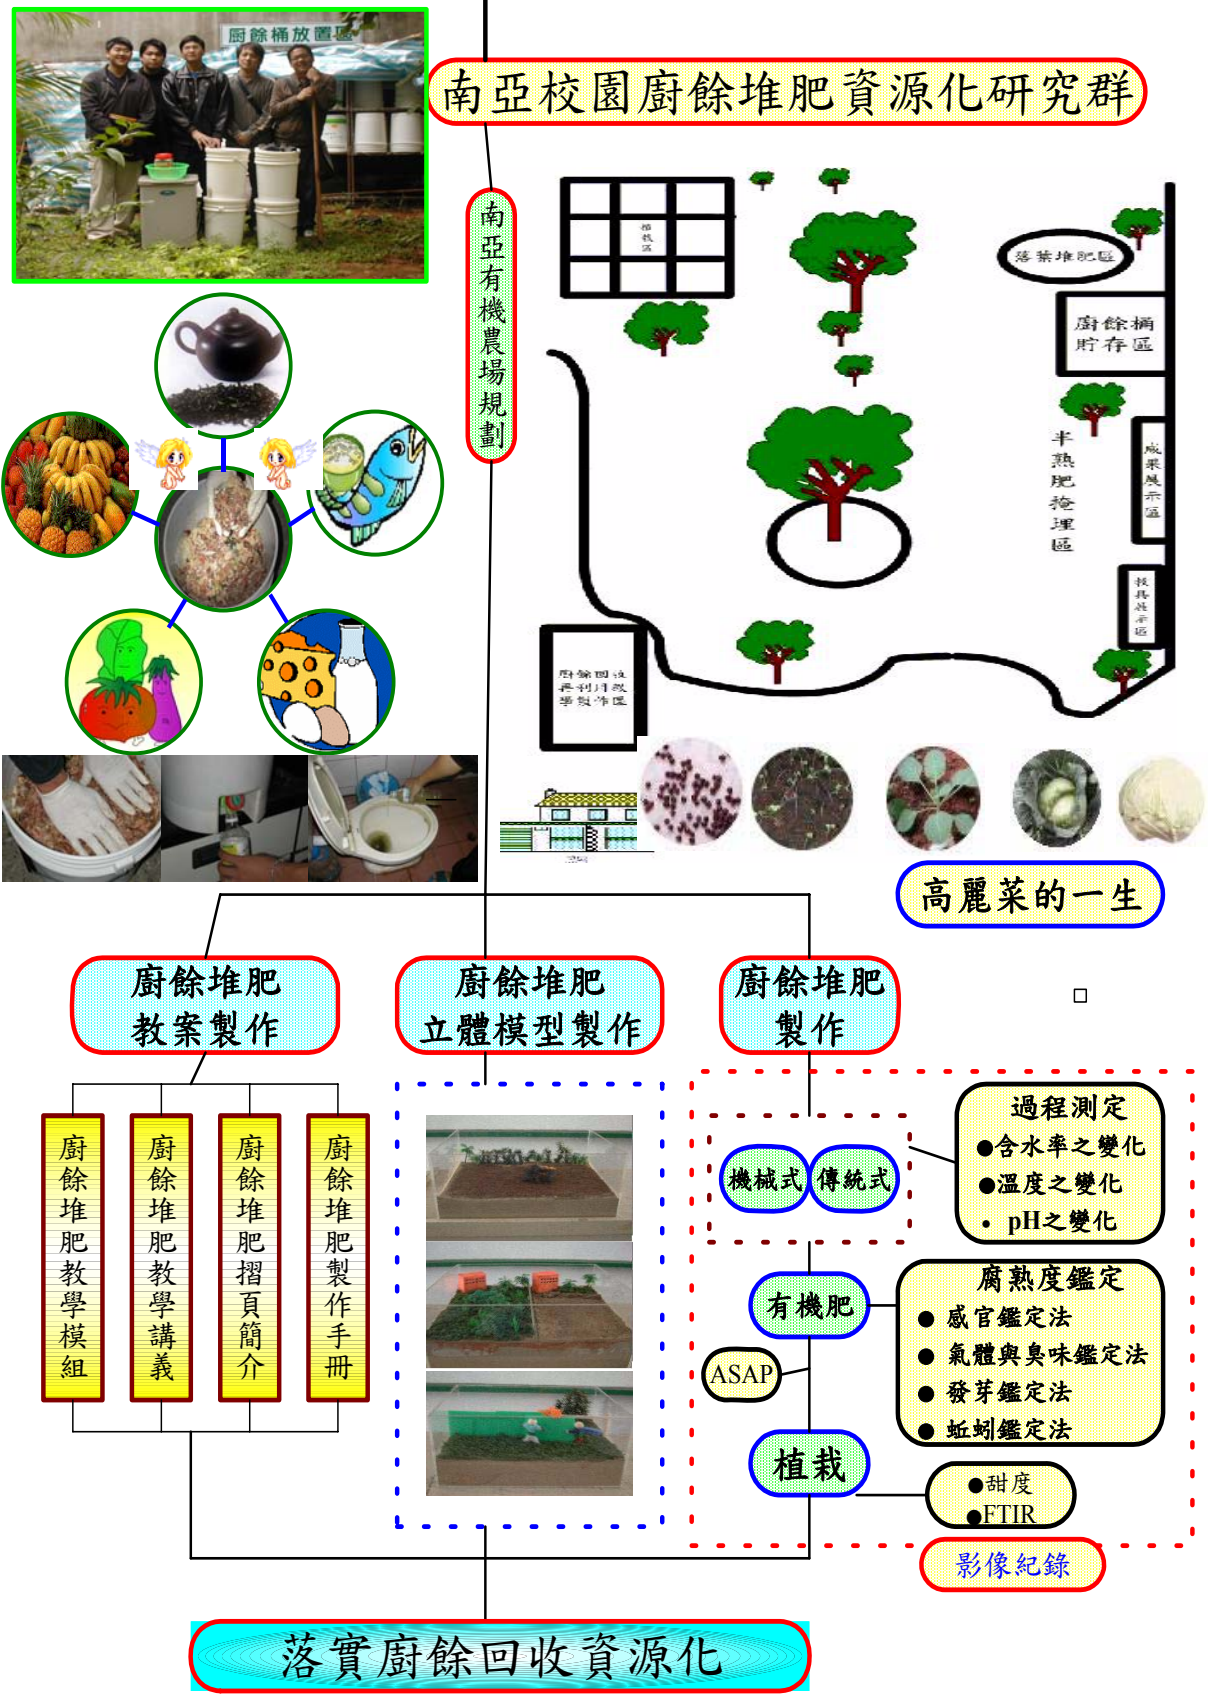 廚餘桶放置區
南亞校園廚餘堆肥資源化研究群
南亞有機農場規劃
植栽區
落葉堆肥區
廚餘桶
貯存區
半熟肥掩埋區
成果展示區
教具展示區
廚餘回收
再利用教
學製作區
高麗菜的一生
廚餘堆肥
教案製作
廚餘堆肥
立體模型製作
廚餘堆肥
製作
廚餘堆肥教學模組
廚餘堆肥教學講義
廚餘堆肥摺頁簡介
廚餘堆肥製作手冊
機械式
傳統式
過程測定
●含水率之變化
●溫度之變化
• pH之變化
有機肥
腐熟度鑑定
● 感官鑑定法
● 氣體與臭味鑑定法
● 發芽鑑定法
● 蚯蚓鑑定法
ASAP
植栽
●甜度
●FTIR
影像紀錄
落實廚餘回收資源化